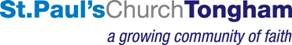 St.Paul'sChurchTongham
a growing community of faith